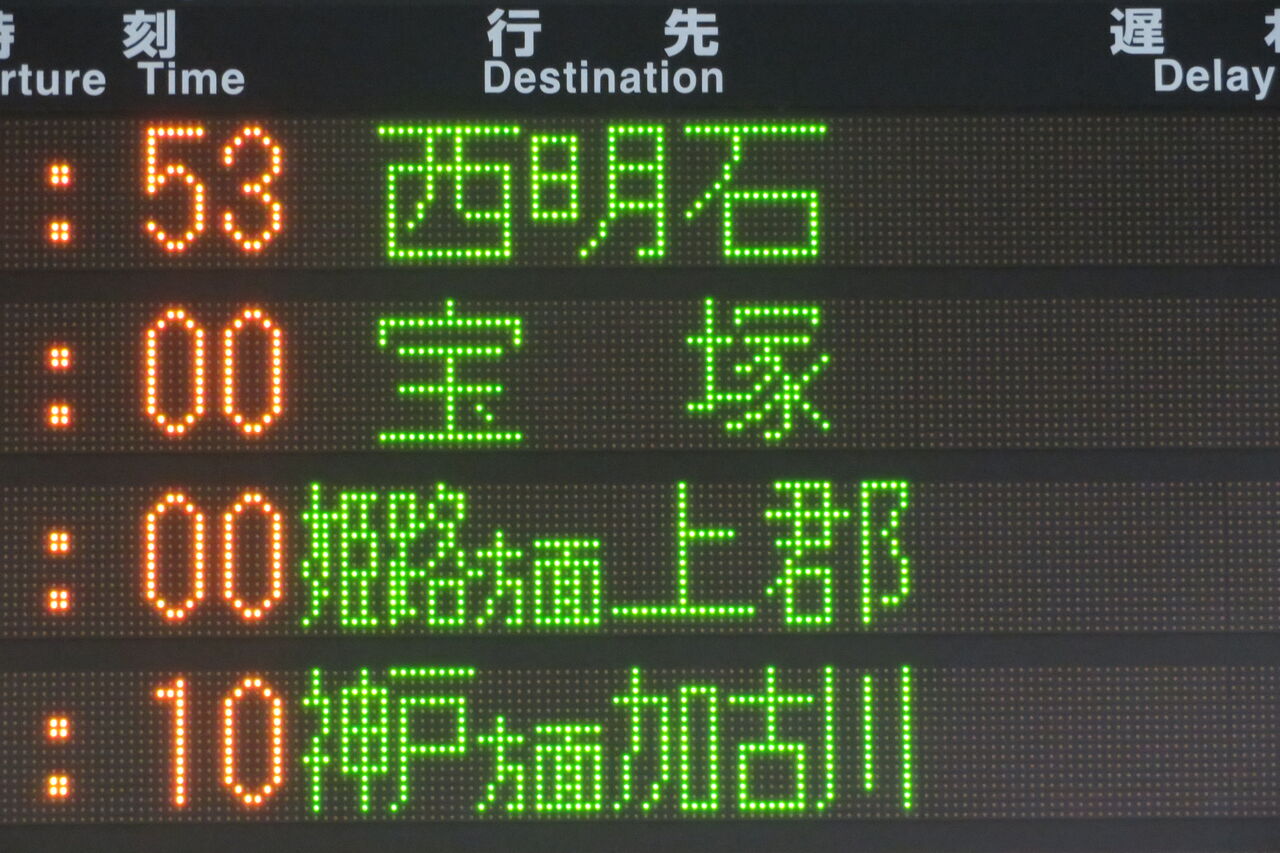 時刻 行先 遅れ
rture Time Destination Delay
:53 西明石
:00 宝塚
:00 姫路方面上郡
:10 神戸方面加古川